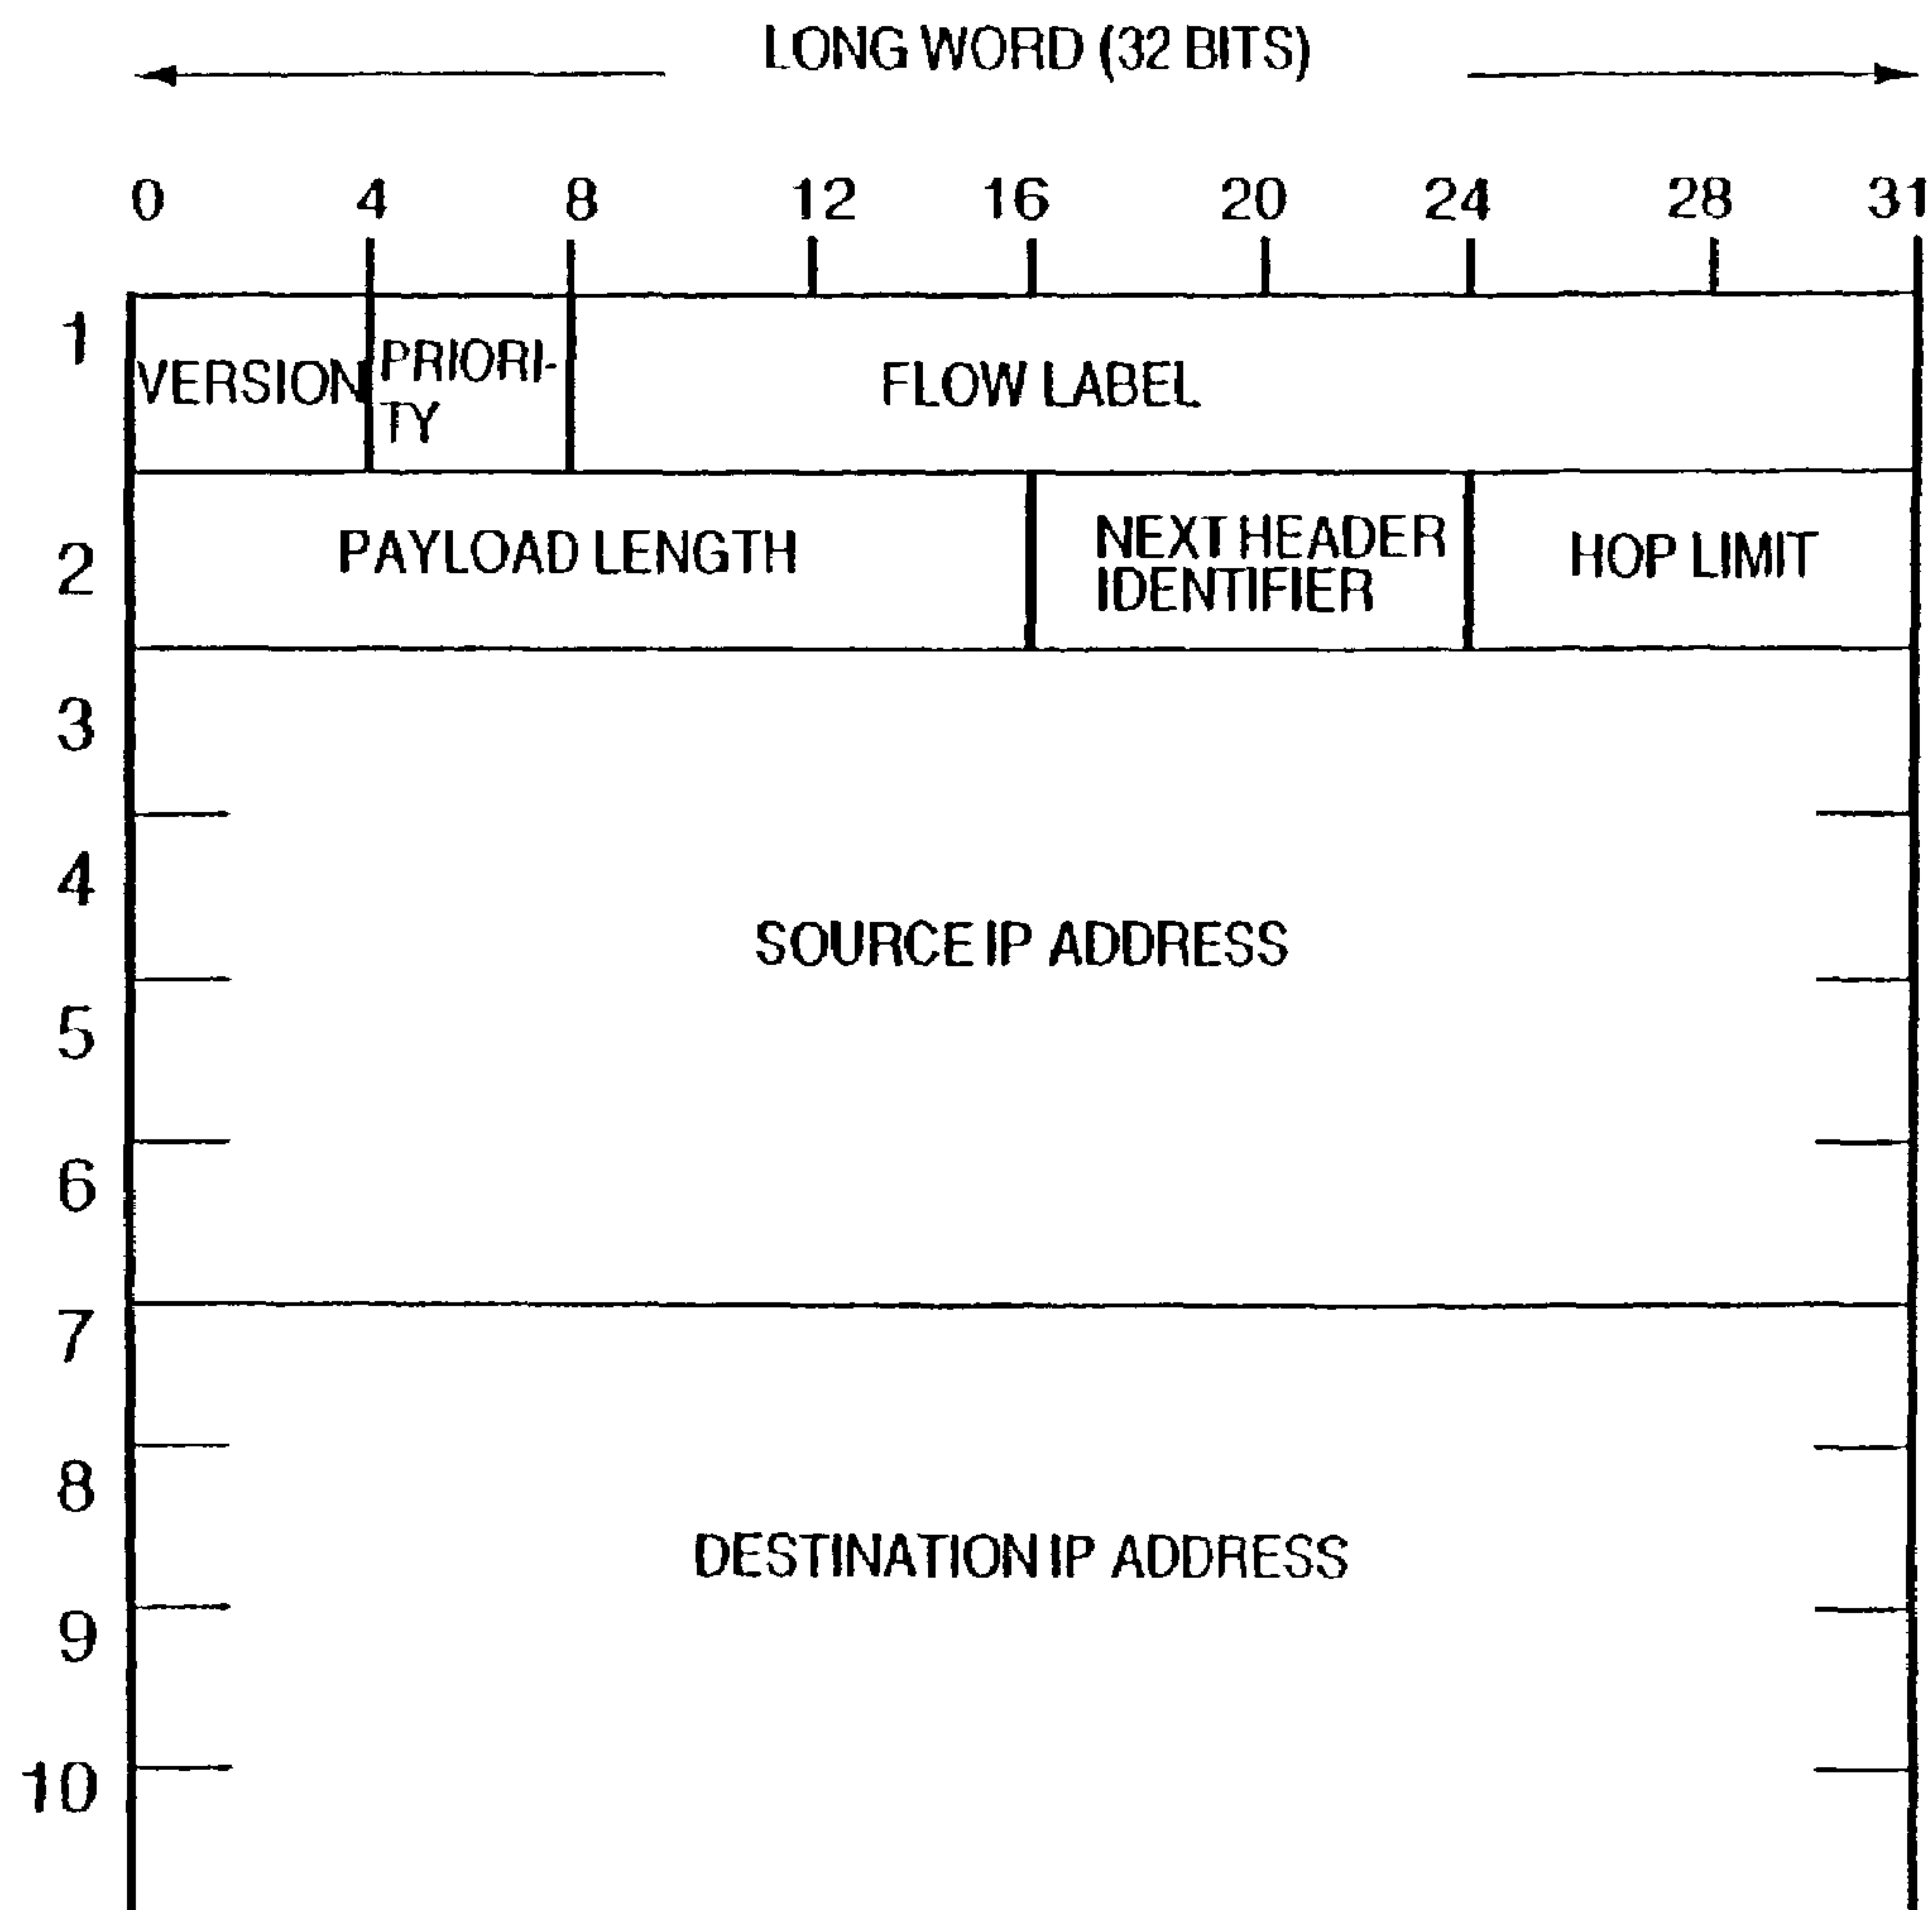 LONG WORD (32 BITS)
0 4 8 12 16 20 24 28 31
1
VERSION
PRIORI-
TY
FLOW LABEL
2
PAYLOAD LENGTH
NEXT HEADER
IDENTIFIER
HOP LIMIT
3
4
SOURCE IP ADDRESS
5
6
7
8
DESTINATION IP ADDRESS
9
10